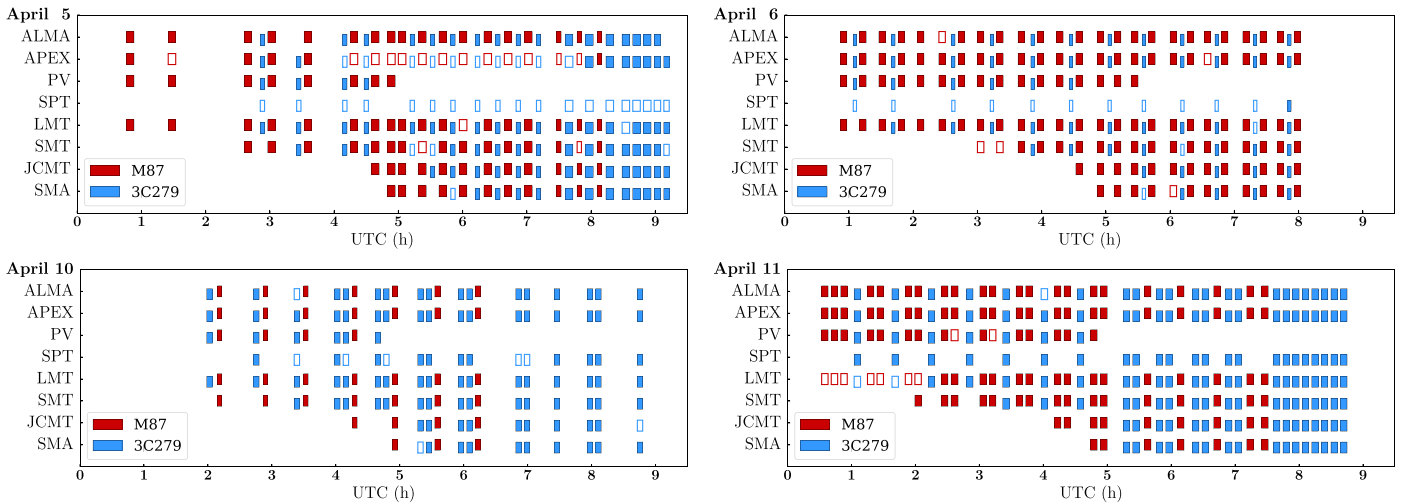 April 5
ALMA
APEX
PV
SPT
LMT
SMT
JCMT
SMA
M87
3C279
0 1 2 3 4 5 6 7 8 9
UTC (h)
April 6
ALMA
APEX
PV
SPT
LMT
SMT
JCMT
SMA
M87
3C279
0 1 2 3 4 5 6 7 8 9
UTC (h)
April 10
ALMA
APEX
PV
SPT
LMT
SMT
JCMT
SMA
M87
3C279
0 1 2 3 4 5 6 7 8 9
UTC (h)
April 11
ALMA
APEX
PV
SPT
LMT
SMT
JCMT
SMA
M87
3C279
0 1 2 3 4 5 6 7 8 9
UTC (h)